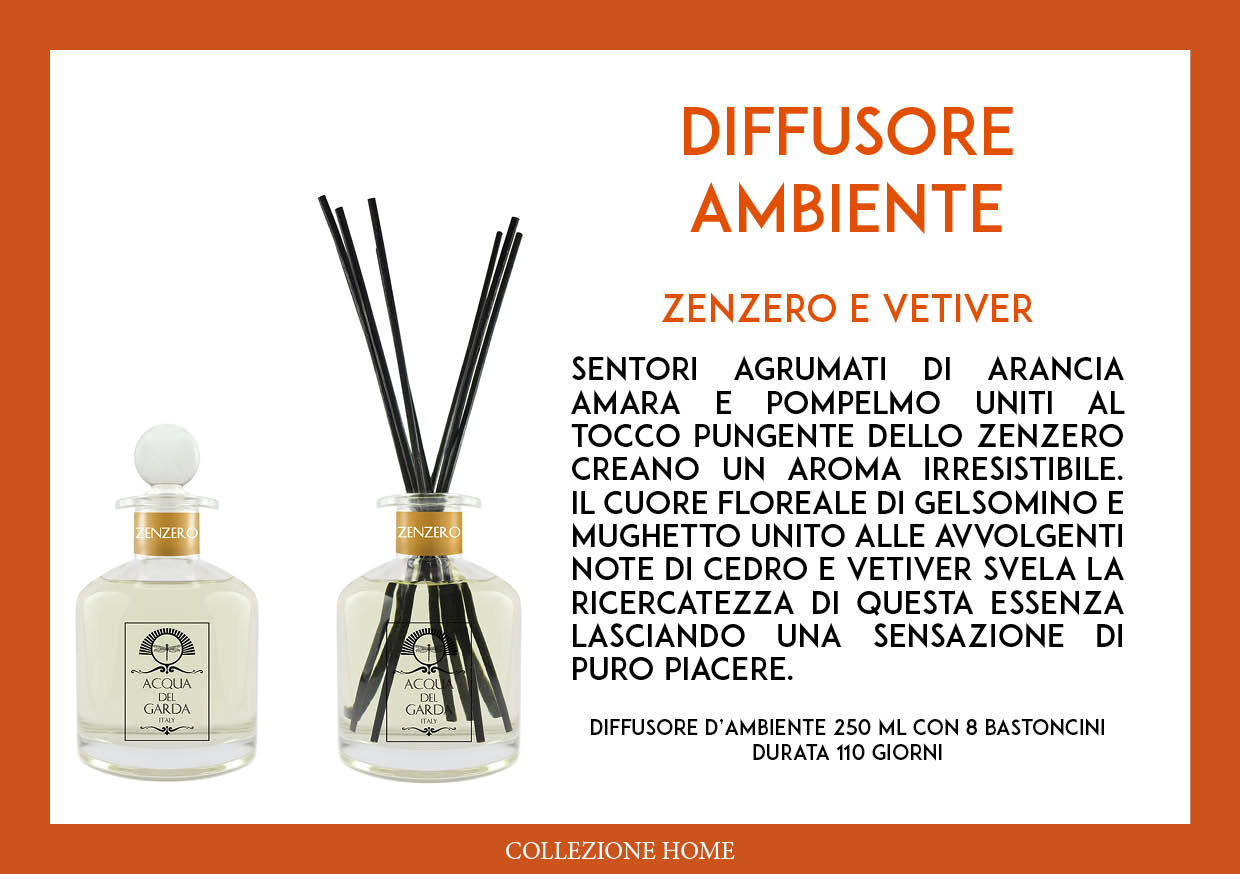 DIFFUSORE
AMBIENTE
ZENZERO E VETIVER
SENTORI AGRUMATI DI ARANCIA
AMARA E POMPELMO UNITI AL
TOCCO PUNGENTE DELLO ZENZERO
CREANO UN AROMA IRRESISTIBILE.
IL CUORE FLOREALE DI GELSOMINO E
MUGHETTO UNITO ALLE AVVOLGENTI
NOTE DI CEDRO E VETIVER SVELA LA
RICERCATEZZA DI QUESTA ESSENZA
LASCIANDO UNA SENSAZIONE DI
PURO PIACERE.
DIFFUSORE D'AMBIENTE 250 ML CON 8 BASTONCINI
DURATA 110 GIORNI
ZENZERO
ACQUA
DEL
GARDA
ITALY
ZENZERO
ACQUA
DEL
GARDA
ITALY
COLLEZIONE HOME